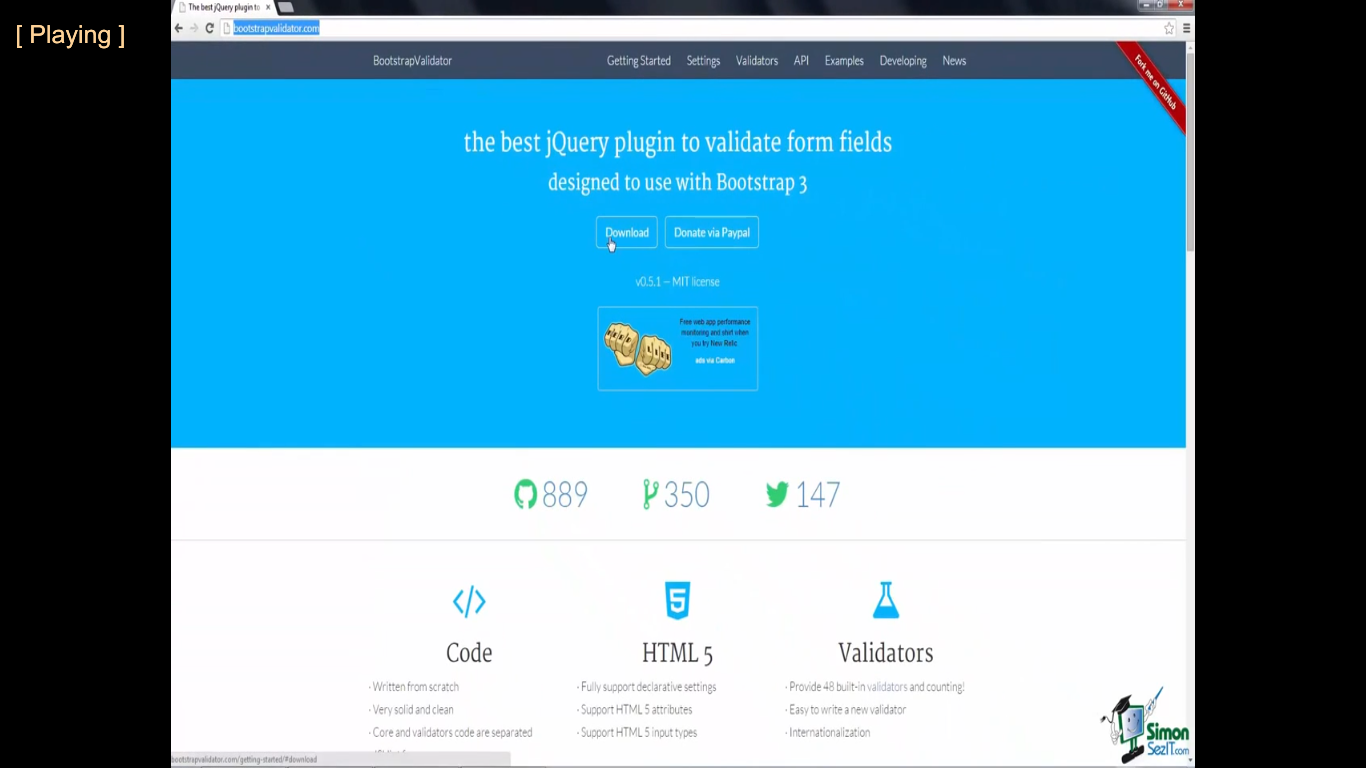 [ Playing ]
The best jQuery plugin to
bootstrapvalidator.com
BootstrapValidator
Getting Started Settings Validators API Examples Developing News
Fork me on GitHub
the best jQuery plugin to validate form fields
designed to use with Bootstrap 3
Download Donate via Paypal
v0.5.1 – MIT license
Free web app performance
monitoring and shirt when
you try New Relic
ads via Carbon
889 350 147
Code
· Written from scratch
· Very solid and clean
· Core and validators code are separated
HTML 5
· Fully support declarative settings
· Support HTML 5 attributes
· Support HTML 5 input types
Validators
· Provide 48 built-in validators and counting!
· Easy to write a new validator
· Internationalization
bootstrapvalidator.com/getting-started/#download
Simon
SezIT.com